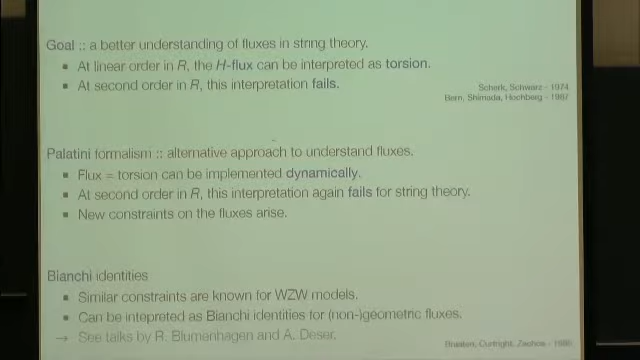 Goal :: a better understanding of fluxes in string theory.
▪ At linear order in R, the H-flux can be interpreted as torsion.
▪ At second order in R, this interpretation fails.
Scherk, Schwarz - 1974
Bern, Shimada, Hochberg - 1987
Palatini formalism :: alternative approach to understand fluxes.
▪ Flux = torsion can be implemented dynamically.
▪ At second order in R, this interpretation again fails for string theory.
▪ New constraints on the fluxes arise.
Bianchi identities
▪ Similar constraints are known for WZW models.
▪ Can be intepreted as Bianchi identities for (non-)geometric fluxes.
→ See talks by R. Blumenhagen and A. Deser.
Braaten, Curtright, Zachos - 1985